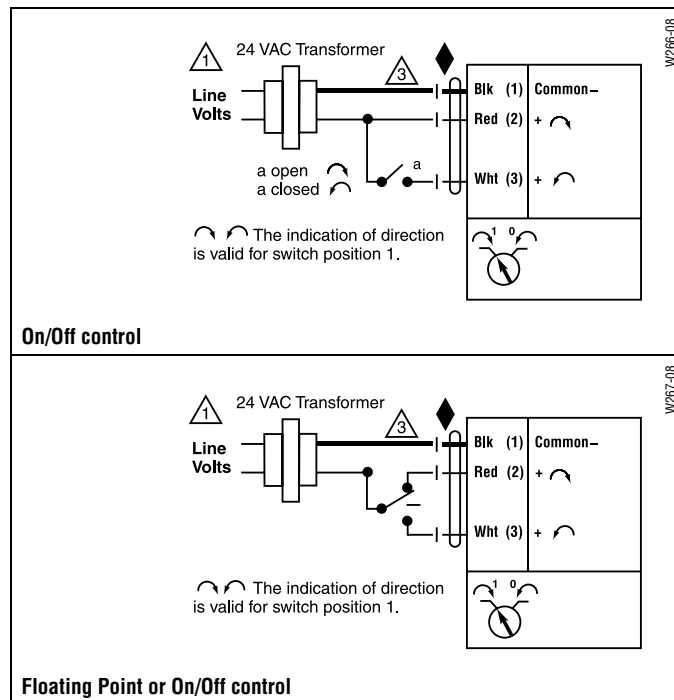 W266-08
1
24 VAC Transformer
3
Line
Volts
Blk (1) Common–
Red (2) +
a
a open
a closed
Wht (3) +
The indication of direction
is valid for switch position 1.
1 0
On/Off control
W267-08
1
24 VAC Transformer
3
Line
Volts
Blk (1) Common–
Red (2) +
Wht (3) +
The indication of direction
is valid for switch position 1.
1 0
Floating Point or On/Off control